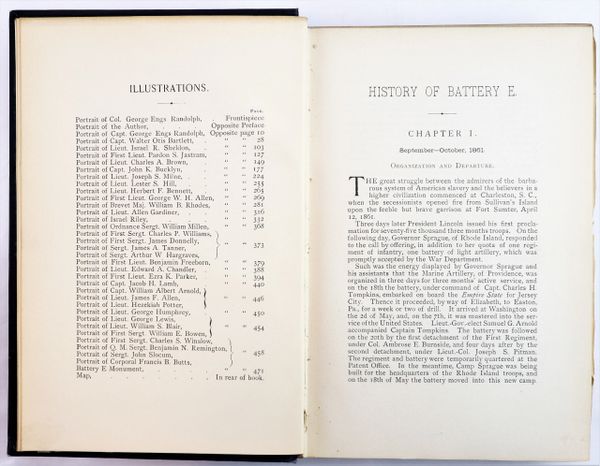 ILLUSTRATIONS.
PAGE.
Portrait of Col. George Engs Randolph, Frontispiece
Portrait of the Author, Opposite Preface
Portrait of Capt. George Engs Randolph, Opposite page 10
Portrait of Capt. Walter Otis Bartlett, " " 28
Portrait of Lieut. Israel R. Sheldon, " " 103
Portrait of First Lieut. Pardon S. Jastram, " " 127
Portrait of Lieut. Charles A. Brown, " " 149
Portrait of Capt. John K. Bucklyn, " " 177
Portrait of Lieut. Joseph S. Milne, " " 224
Portrait of Lieut. Lester S. Hill, " " 255
Portrait of Lieut. Herbert F. Bennett, " " 265
Portrait of First Lieut. George W. H. Allen, " " 269
Portrait of Brevet Maj. William B. Rhodes, " " 281
Portrait of Lieut. Allen Gardiner, " " 326
Portrait of Israel Riley, " " 332
Portrait of Ordnance Sergt. William Millen, " " 368
Portrait of First Sergt. Charles P. Williams,
Portrait of First Sergt. James Donnelly,
Portrait of Sergt. James A. Tanner, " " 373
Portrait of Sergt. Arthur W. Hargraves,
Portrait of First Lieut. Benjamin Freeborn, " " 379
Portrait of Lieut. Edward A. Chandler, " " 388
Portrait of First Lieut. Ezra K. Parker, " " 394
Portrait of Capt. Jacob H. Lamb, " " 440
Portrait of Capt. William Albert Arnold,
Portrait of Lieut. James F. Allen, " " 446
Portrait of Lieut. Hezekiah Potter,
Portrait of Lieut. George Humphrey, " " 450
Portrait of Lieut. George Lewis,
Portrait of Lieut. William S. Blair, " " 454
Portrait of First Sergt. William E. Bowen,
Portrait of First Sergt. Charles S. Winslow,
Portrait of Q. M. Sergt. Benjamin N. Remington,
Portrait of Sergt. John Slocum, " " 458
Portrait of Corporal Francis B. Butts,
Battery E Monument, " " 472
Map, In rear of book.
HISTORY OF BATTERY E.
CHAPTER I.
September—October, 1861.
ORGANIZATION AND DEPARTURE.
THE great struggle between the admirers of the barba-
rous system of American slavery and the believers in a
higher civilization commenced at Charleston, S. C.,
when the secessionists opened fire from Sullivan's Island
upon the feeble but brave garrison at Fort Sumter, April
12, 1861.
Three days later President Lincoln issued his first procla-
mation for seventy-five thousand three months troops. On the
following day, Governor Sprague, of Rhode Island, responded
to the call by offering, in addition to her quota of one regi-
ment of infantry, one battery of light artillery, which was
promptly accepted by the War Department.
Such was the energy displayed by Governor Sprague and
his assistants that the Marine Artillery, of Providence, was
organized in three days for three months' active service, and
on the 18th the battery, under command of Capt. Charles H.
Tompkins, embarked on board the Empire State for Jersey
City. Thence it proceeded, by way of Elizabeth, to Easton,
Pa., for a week or two of drill. It arrived at Washington on
the 2d of May, and, on the 7th, it was mustered into the ser-
vice of the United States. Lieut.-Gov.-elect Samuel G. Arnold
accompanied Captain Tompkins. The battery was followed
on the 20th by the first detachment of the First Regiment,
under Col. Ambrose E. Burnside, and four days after by the
second detachment, under Lieut.-Col. Joseph S. Pitman.
The regiment and battery were temporarily quartered at the
Patent Office. In the meantime, Camp Sprague was being
built for the headquarters of the Rhode Island troops, and
on the 18th of May the battery moved into this new camp.